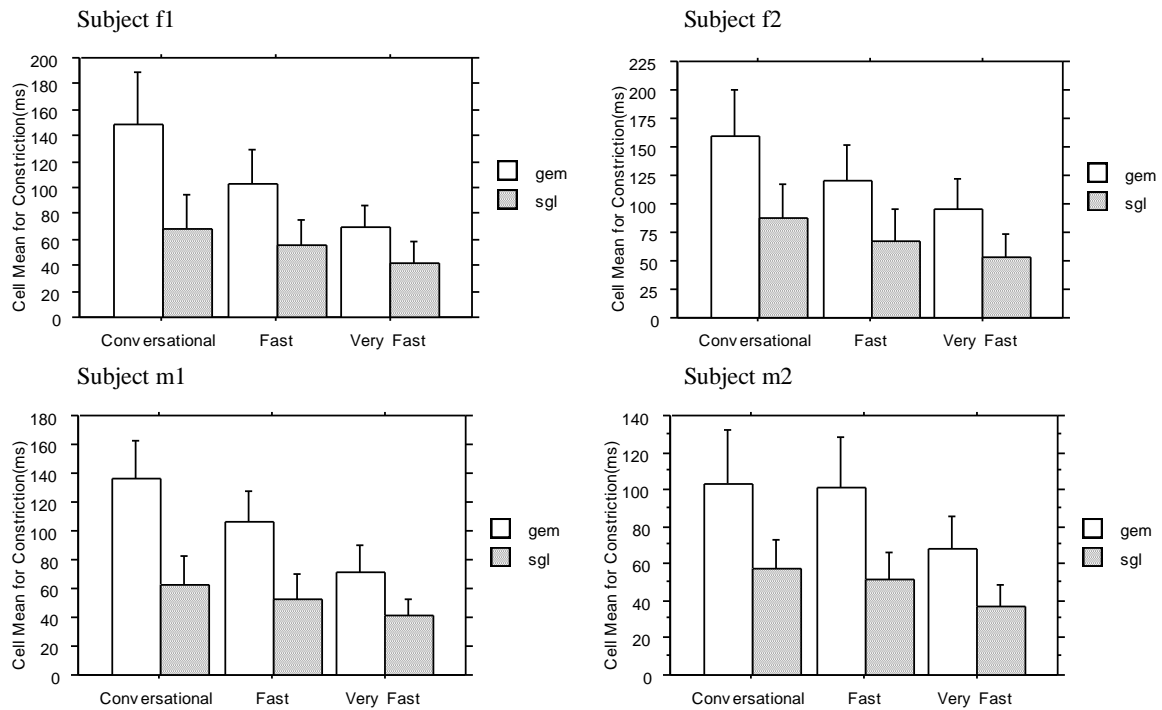 Subject f1
Cell Mean for Constriction(ms)
200
180
160
140
120
100
80
60
40
20
0
Conversational Fast Very Fast
gem
sgl
Subject f2
Cell Mean for Constriction(ms)
225
200
175
150
125
100
75
50
25
0
Conversational Fast Very Fast
gem
sgl
Subject m1
Cell Mean for Constriction(ms)
180
160
140
120
100
80
60
40
20
0
Conversational Fast Very Fast
gem
sgl
Subject m2
Cell Mean for Constriction(ms)
140
120
100
80
60
40
20
0
Conversational Fast Very Fast
gem
sgl